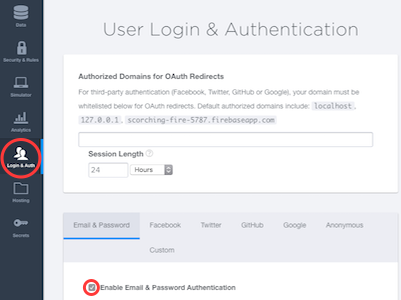 User Login & Authentication
Data
Security & Rules
Simulator
Analytics
Login & Auth
Hosting
Secrets
Authorized Domains for OAuth Redirects
For third-party authentication (Facebook, Twitter, GitHub or Google), your domain must be
whitelisted below for OAuth redirects. Default authorized domains include: localhost,
127.0.0.1, scorching-fire-5787.firebaseapp.com
Session Length ?
24 Hours
Email & Password Facebook Twitter GitHub Google Anonymous
Custom
Enable Email & Password Authentication